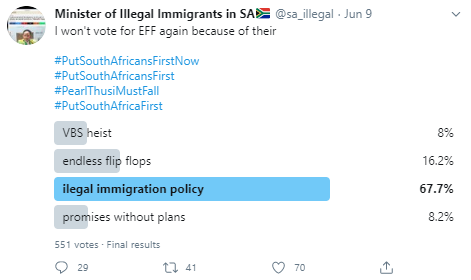 Minister of Illegal Immigrants in SA🇿🇦 @sa_illegal · Jun 9
I won't vote for EFF again because of their
#PutSouthAfricansFirstNow
#PutSouthAfricansFirst
#PearlThusiMustFall
#PutSouthAfricaFirst
VBS heist 8%
endless flip flops 16.2%
ilegal immigration policy 67.7%
promises without plans 8.2%
551 votes · Final results
29 41 70